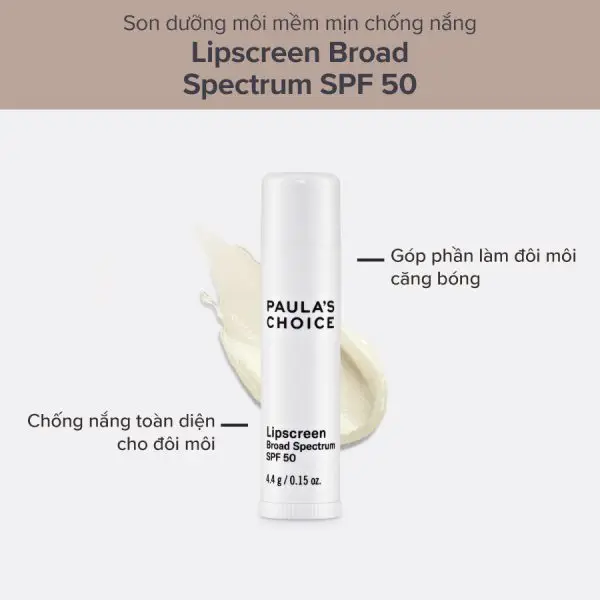 Son dưỡng môi mềm mịn chống nắng
Lipscreen Broad
Spectrum SPF 50
Góp phần làm đôi môi
căng bóng
PAULA'S
CHOICE
Chống nắng toàn diện
cho đôi môi
Lipscreen
Broad Spectrum
SPF 50
4.4 g / 0.15 oz.